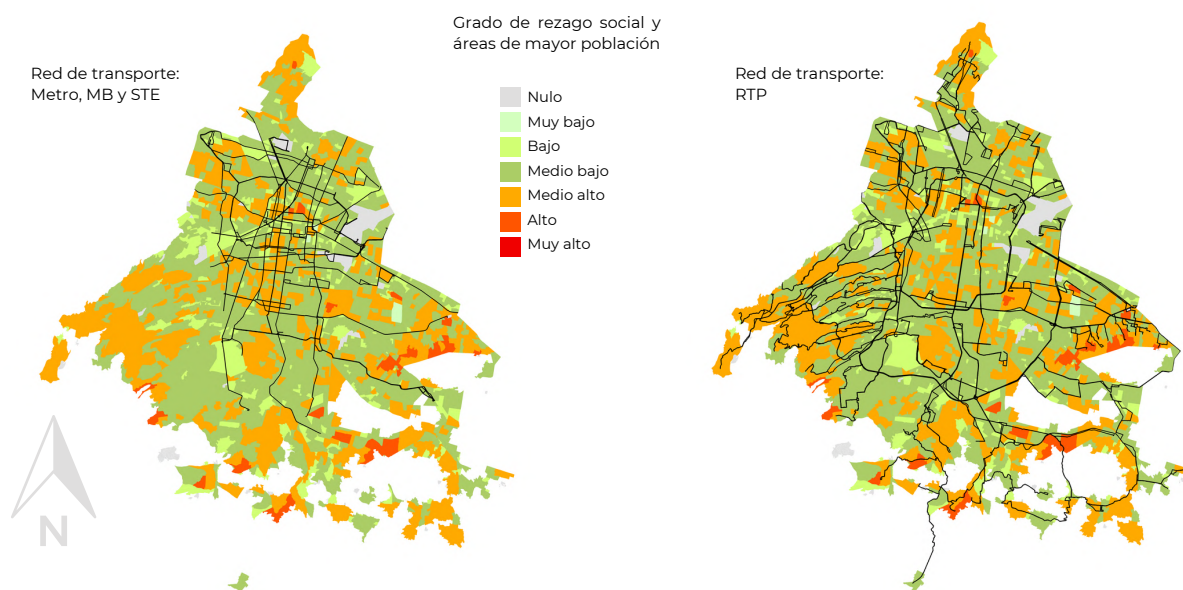 Grado de rezago social y
áreas de mayor población
Red de transporte:
Metro, MB y STE
Nulo
Muy bajo
Bajo
Medio bajo
Medio alto
Alto
Muy alto
Red de transporte:
RTP
N